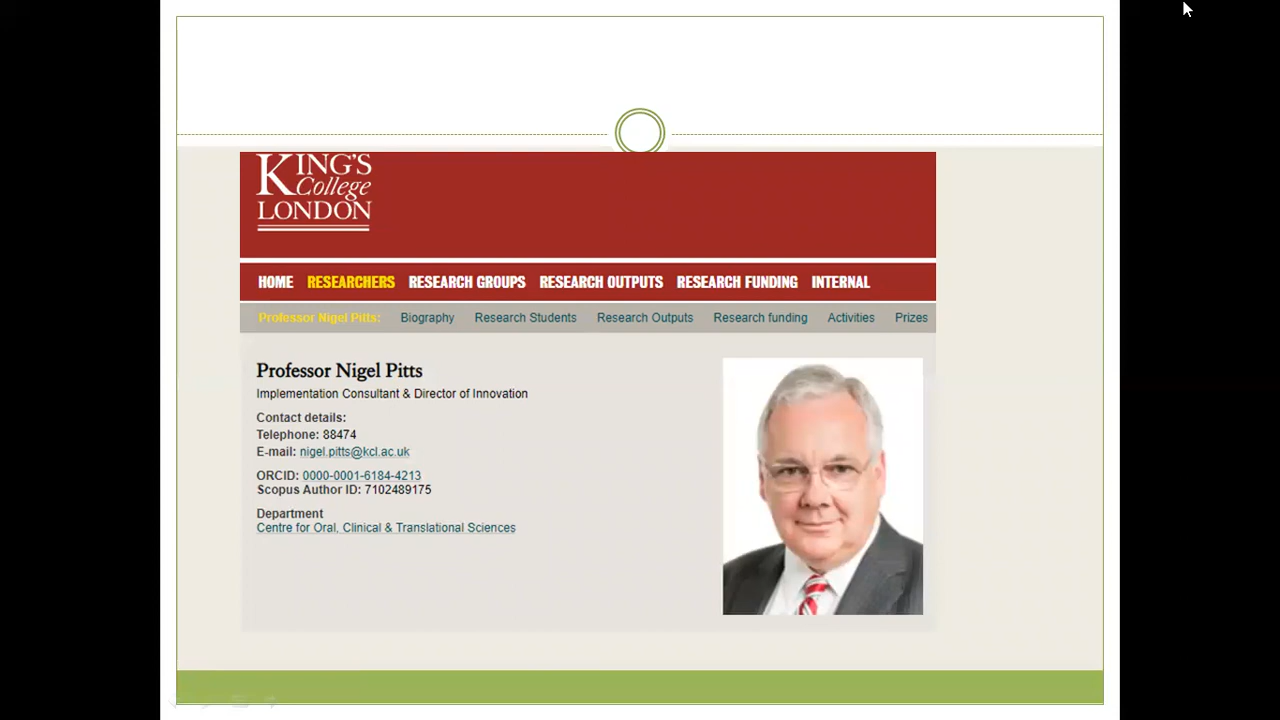 KING'S
College
LONDON
HOME RESEARCHERS RESEARCH GROUPS RESEARCH OUTPUTS RESEARCH FUNDING INTERNAL
Professor Nigel Pitts: Biography Research Students Research Outputs Research funding Activities Prizes
Professor Nigel Pitts
Implementation Consultant & Director of Innovation
Contact details:
Telephone: 88474
E-mail: nigel.pitts@kcl.ac.uk
ORCID: 0000-0001-6184-4213
Scopus Author ID: 7102489175
Department
Centre for Oral, Clinical & Translational Sciences